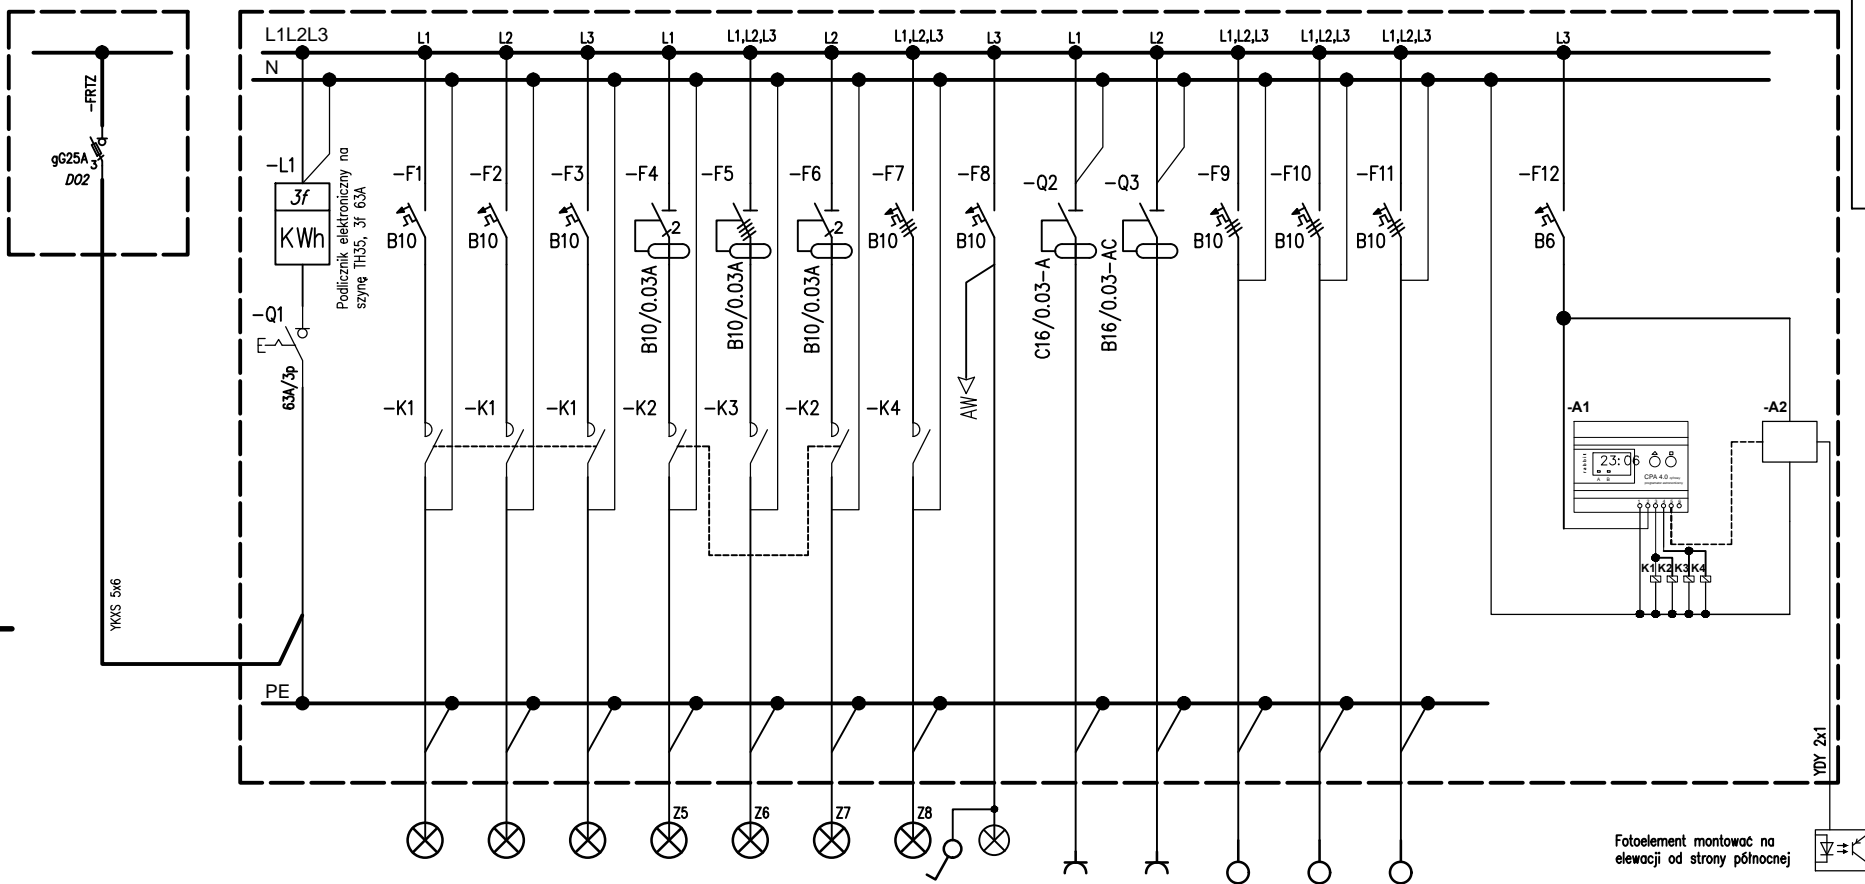 L1L2L3
L1
L2
L3
L1
L1,L2,L3
L2
L1,L2,L3
L3
L1
L2
L1,L2,L3
L1,L2,L3
L1,L2,L3
L3
N
-FRTZ
gG25A
3
D02
-L1
3f
KWh
Podlicznik elektroniczny na
szynę TH35, 3f 63A
-Q1
63A/3p
-F1
-F2
-F3
-F4
-F5
-F6
-F7
-F8
-Q2
-Q3
-F9
-F10
-F11
-F12
B10
B10
B10
2
2
B10
B10
B10
B10
B10
B6
B10/0.03A
B10/0.03A
B10/0.03A
C16/0.03-A
B16/0.03-AC
-K1
-K1
-K1
-K2
-K3
-K2
-K4
AW
-A1
-A2
23:06
A B
CPA 4.0
K1
K2
K3
K4
YKXS 5x6
PE
YDY 2x1
Z5
Z6
Z7
Z8
Fotoelement montować na
elewacji od strony północnej